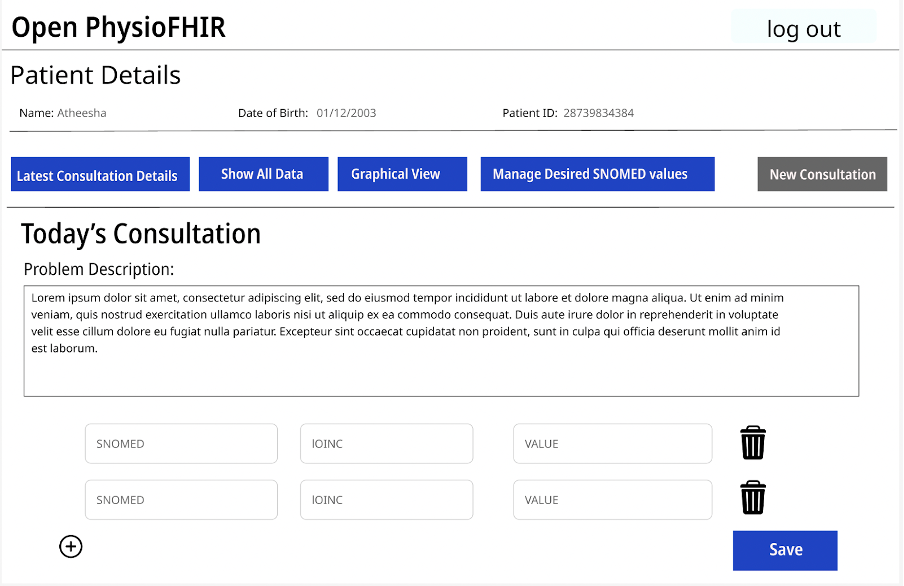 Open PhysioFHIR
log out
Patient Details
Name: Atheesha Date of Birth: 01/12/2003 Patient ID: 28739834384
Latest Consultation Details Show All Data Graphical View Manage Desired SNOMED values New Consultation
Today's Consultation
Problem Description:
Lorem ipsum dolor sit amet, consectetur adipiscing elit, sed do eiusmod tempor incididunt ut labore et dolore magna aliqua. Ut enim ad minim
veniam, quis nostrud exercitation ullamco laboris nisi ut aliquip ex ea commodo consequat. Duis aute irure dolor in reprehenderit in voluptate
velit esse cillum dolore eu fugiat nulla pariatur. Excepteur sint occaecat cupidatat non proident, sunt in culpa qui officia deserunt mollit anim id
est laborum.
SNOMED lOINC VALUE
SNOMED lOINC VALUE
Save